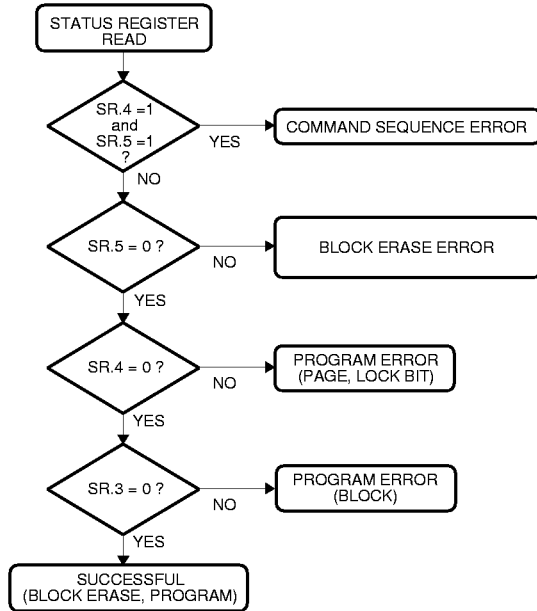 STATUS REGISTER
READ
SR.4 =1
and
SR.5 =1
?
YES
COMMAND SEQUENCE ERROR
NO
SR.5 = 0 ?
NO
BLOCK ERASE ERROR
YES
SR.4 = 0 ?
NO
PROGRAM ERROR
(PAGE, LOCK BIT)
YES
SR.3 = 0 ?
NO
PROGRAM ERROR
(BLOCK)
YES
SUCCESSFUL
(BLOCK ERASE, PROGRAM)